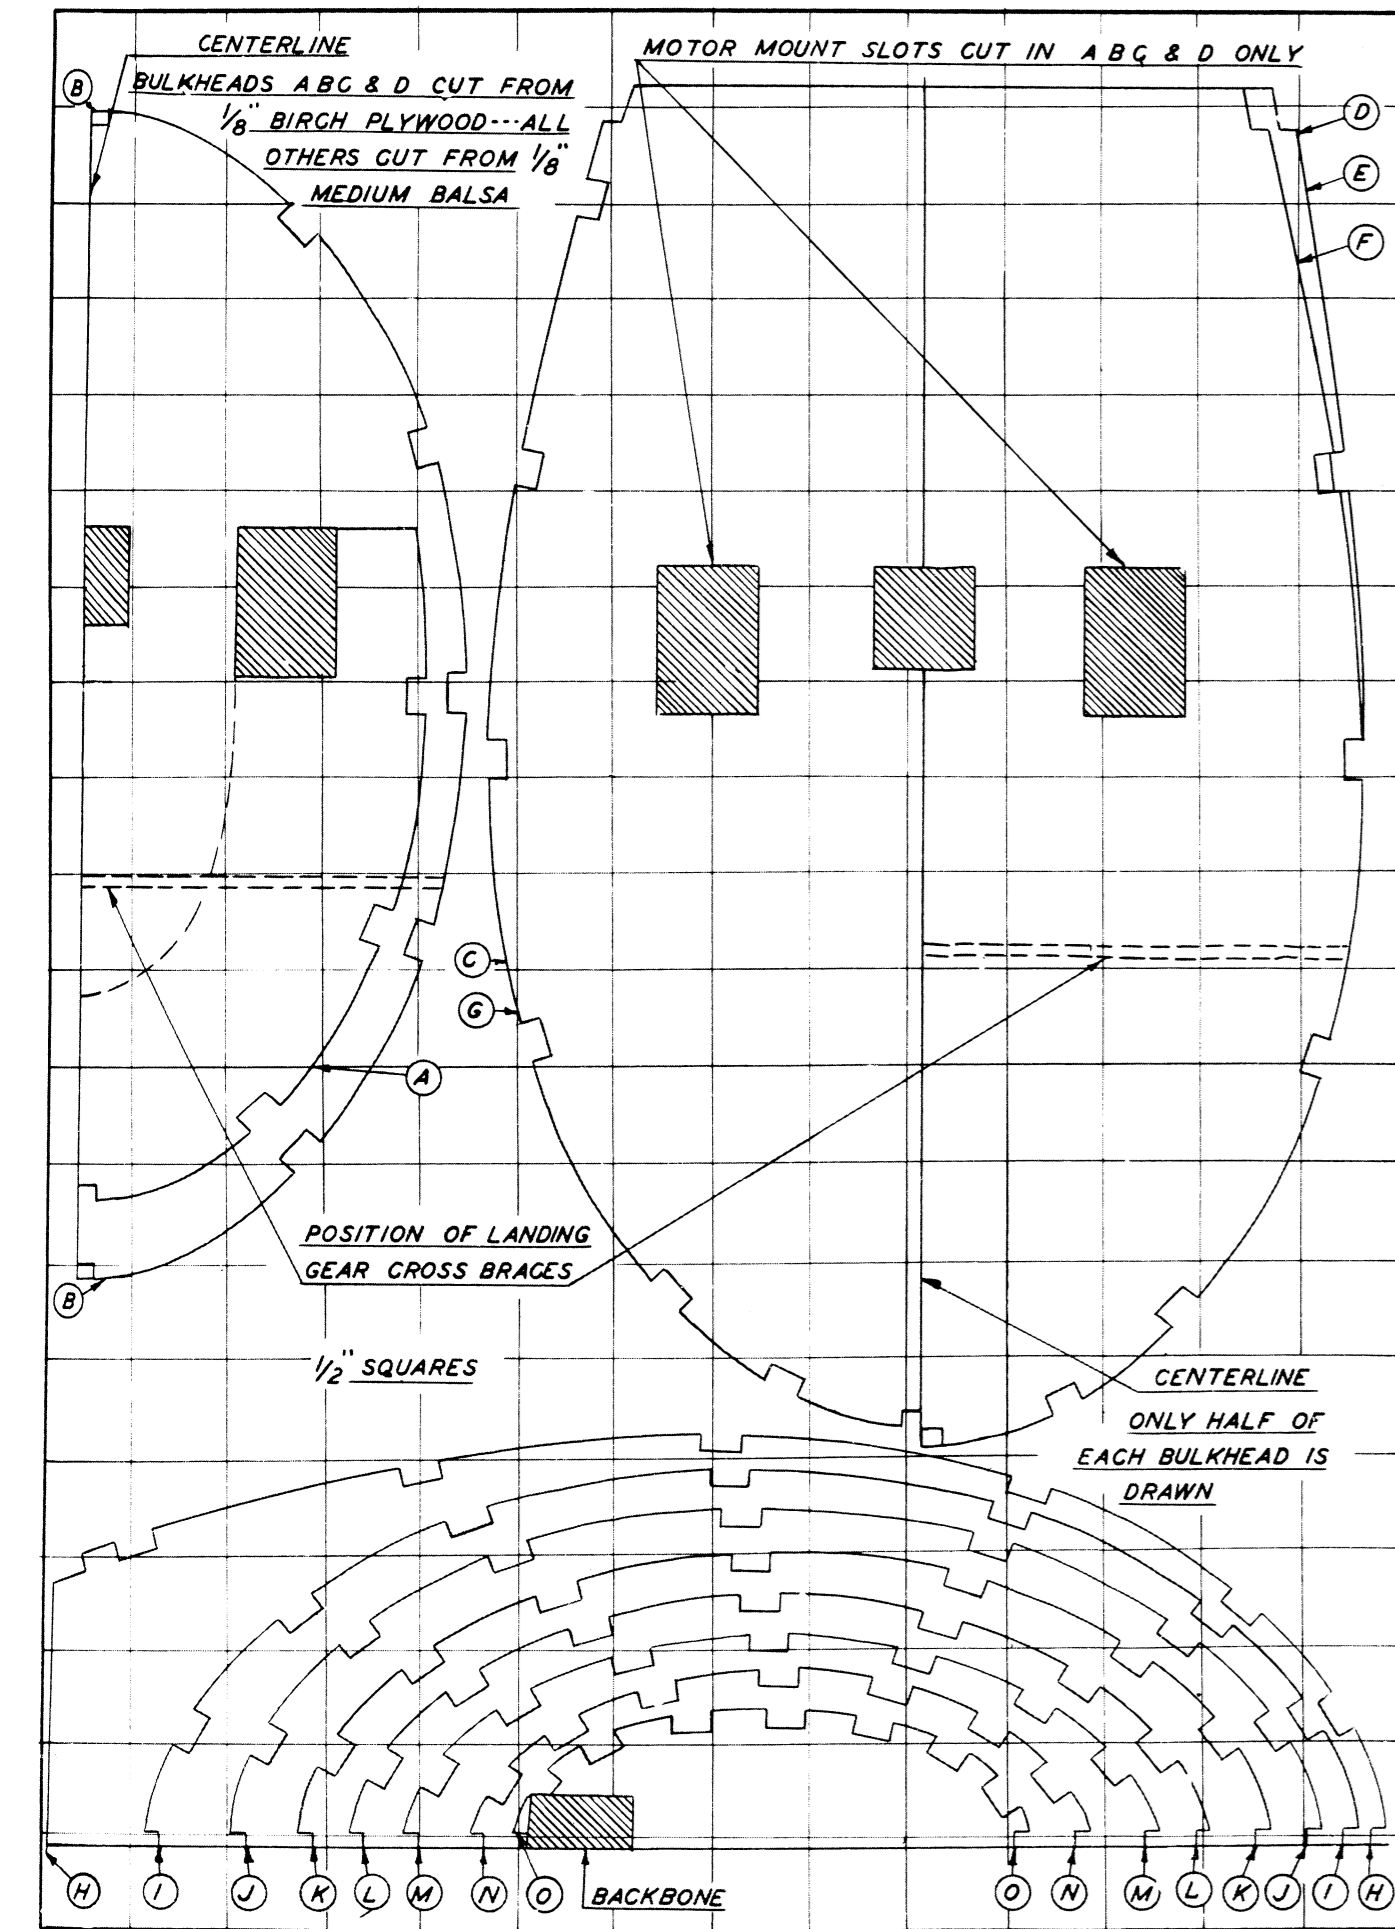 CENTERLINE
MOTOR MOUNT SLOTS CUT IN A B C & D ONLY
B
BULKHEADS A B C & D CUT FROM
1/8" BIRCH PLYWOOD---ALL
OTHERS CUT FROM 1/8"
MEDIUM BALSA
D
E
F
C
G
A
POSITION OF LANDING
GEAR CROSS BRACES
B
1/2" SQUARES
CENTERLINE
ONLY HALF OF
EACH BULKHEAD IS
DRAWN
H I J K L M N O BACKBONE O N M L K J I H